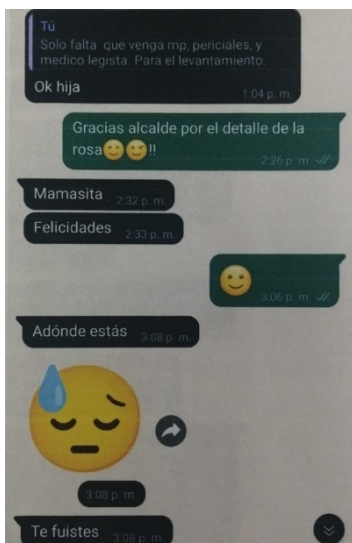 Tú
Solo falta que venga mp, periciales, y
medico legista. Para el levantamiento.
Ok hija
1:04 p. m.
Gracias alcalde por el detalle de la
rosa🙂🙂!!
2:26 p. m.
Mamasita
2:32 p. m.
Felicidades
2:33 p. m.
🙂
3:06 p. m.
Adónde estás
3:08 p. m.
3:08 p. m.
Te fuistes
3:08 p. m.